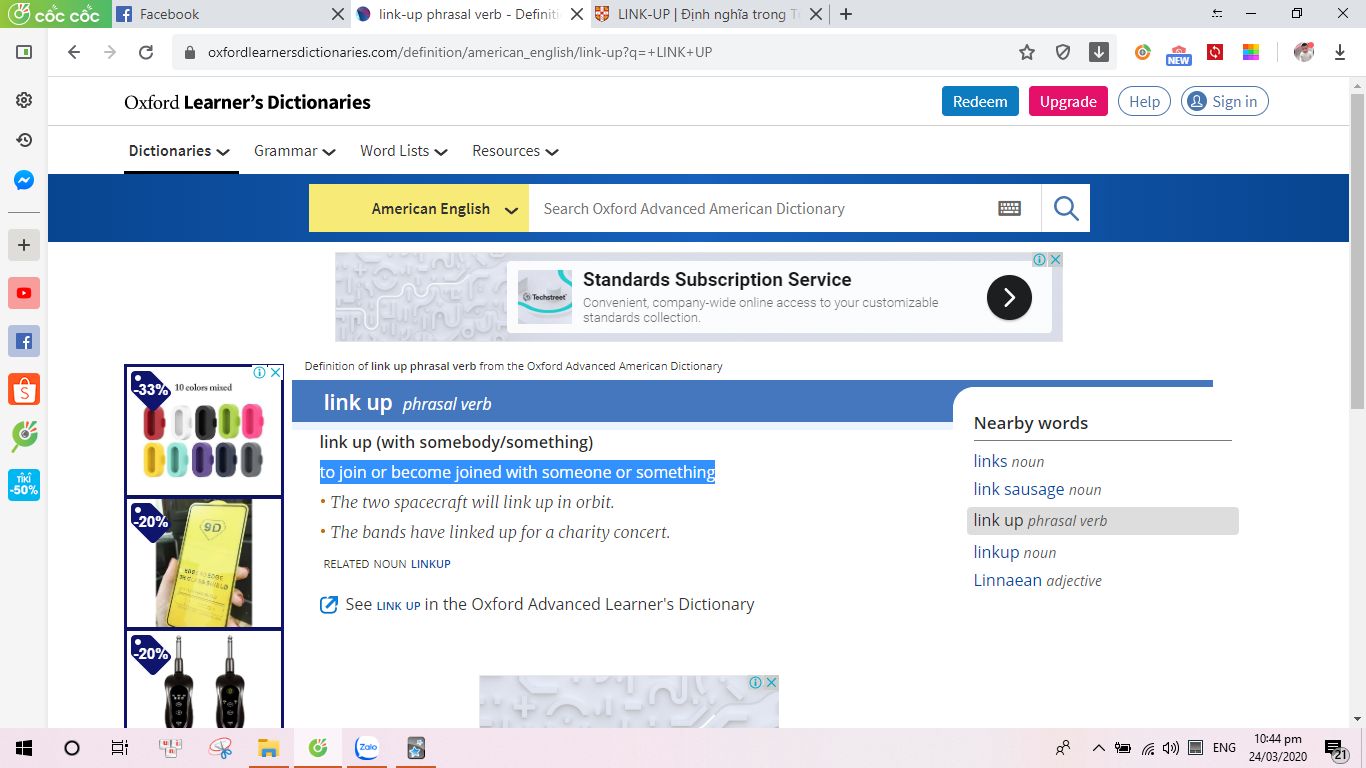 cốc cốc
Facebook
link-up phrasal verb - Definiti
LINK-UP | Định nghĩa trong T
oxfordlearnersdictionaries.com/definition/american_english/link-up?q=+LINK+UP
NEW
Oxford Learner's Dictionaries
Redeem
Upgrade
Help
Sign in
Dictionaries
Grammar
Word Lists
Resources
American English
Search Oxford Advanced American Dictionary
Techstreet
Standards Subscription Service
Convenient, company-wide online access to your customizable
standards collection.
Definition of link up phrasal verb from the Oxford Advanced American Dictionary
-33%
10 colors mixed
link up phrasal verb
link up (with somebody/something)
to join or become joined with someone or something
• The two spacecraft will link up in orbit.
• The bands have linked up for a charity concert.
RELATED NOUN LINKUP
See LINK UP in the Oxford Advanced Learner's Dictionary
Nearby words
links noun
link sausage noun
link up phrasal verb
linkup noun
Linnaean adjective
TIKI
-50%
-20%
9D
-20%
Zalo
ENG
10:44 pm
24/03/2020
21